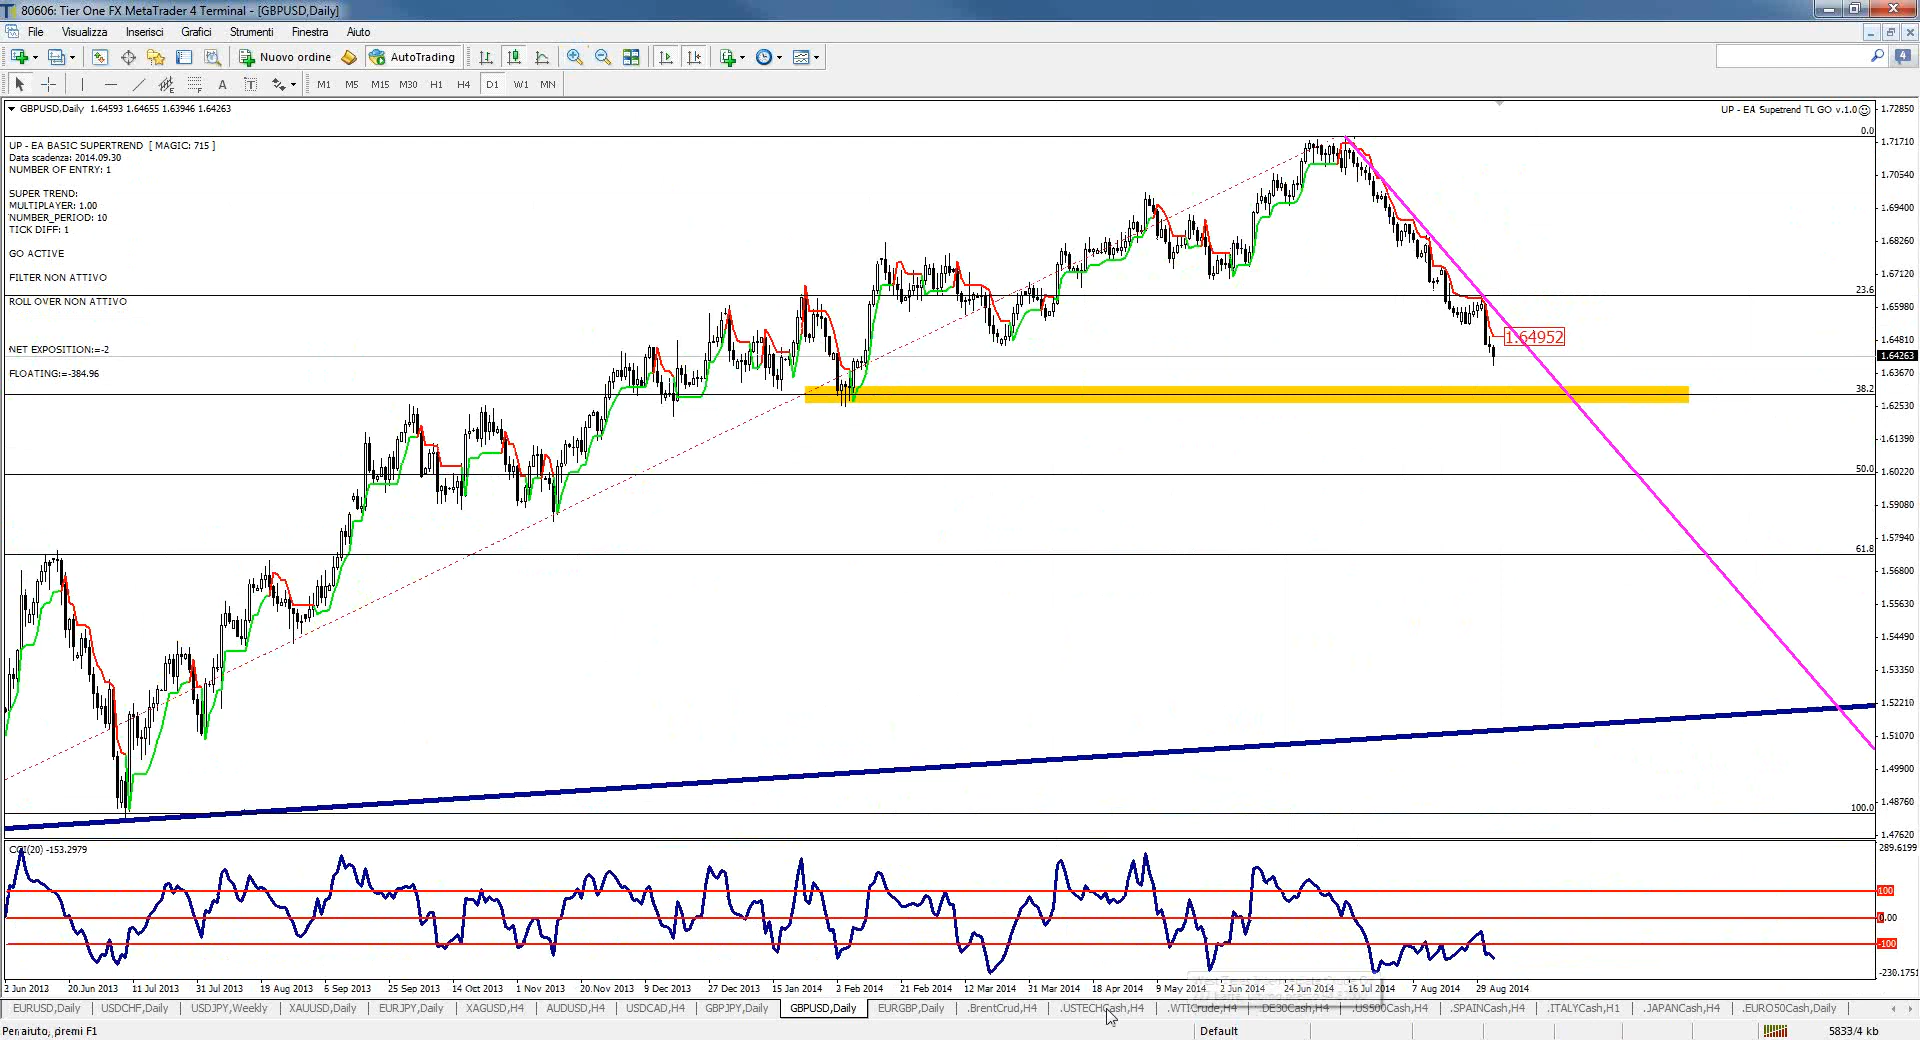 80606: Tier One FX MetaTrader 4 Terminal - [GBPUSD,Daily]
File Visualizza Inserisci Grafici Strumenti Finestra Aiuto
Nuovo ordine AutoTrading
4
A T M1 M5 M15 M30 H1 H4 D1 W1 MN
GBPUSD,Daily 1.64593 1.64655 1.63946 1.64263
UP - EA Supetrend TL GO v.1.0
UP - EA BASIC SUPERTREND [ MAGIC: 715 ]
Data scadenza: 2014.09.30
NUMBER OF ENTRY: 1
SUPER TREND:
MULTIPLAYER: 1.00
NUMBER_PERIOD: 10
TICK DIFF: 1
GO ACTIVE
FILTER NON ATTIVO
ROLL OVER NON ATTIVO
NET EXPOSITION:=-2
FLOATING:=-384.96
1.64952
0.0
23.6
38.2
50.0
61.8
100.0
1.72850
1.71710
1.70540
1.69400
1.68260
1.67120
1.65980
1.64810
1.64263
1.63670
1.62530
1.61390
1.60220
1.59080
1.57940
1.56800
1.55630
1.54490
1.53350
1.52210
1.51070
1.49900
1.48760
1.47620
CCI(20) -153.2979
289.6199
100
0.00
-100
-230.1751
2 Jun 2013 20 Jun 2013 11 Jul 2013 31 Jul 2013 19 Aug 2013 6 Sep 2013 25 Sep 2013 14 Oct 2013 1 Nov 2013 20 Nov 2013 9 Dec 2013 27 Dec 2013 15 Jan 2014 3 Feb 2014 21 Feb 2014 12 Mar 2014 31 Mar 2014 18 Apr 2014 9 May 2014 2 Jun 2014 24 Jun 2014 16 Jul 2014 7 Aug 2014 29 Aug 2014
EURUSD,Daily USDCHF,Daily USDJPY,Weekly XAUUSD,Daily EURJPY,Daily XAGUSD,H4 AUDUSD,H4 USDCAD,H4 GBPJPY,Daily GBPUSD,Daily EURGBP,Daily .BrentCrud,H4 .USTECHCash,H4 .WTICrude,H4 .DE30Cash,H4 .US500Cash,H4 .SPAINCash,H4 .ITALYCash,H1 .JAPANCash,H4 .EURO50Cash,Daily
Per aiuto, premi F1
Default
5833/4 kb